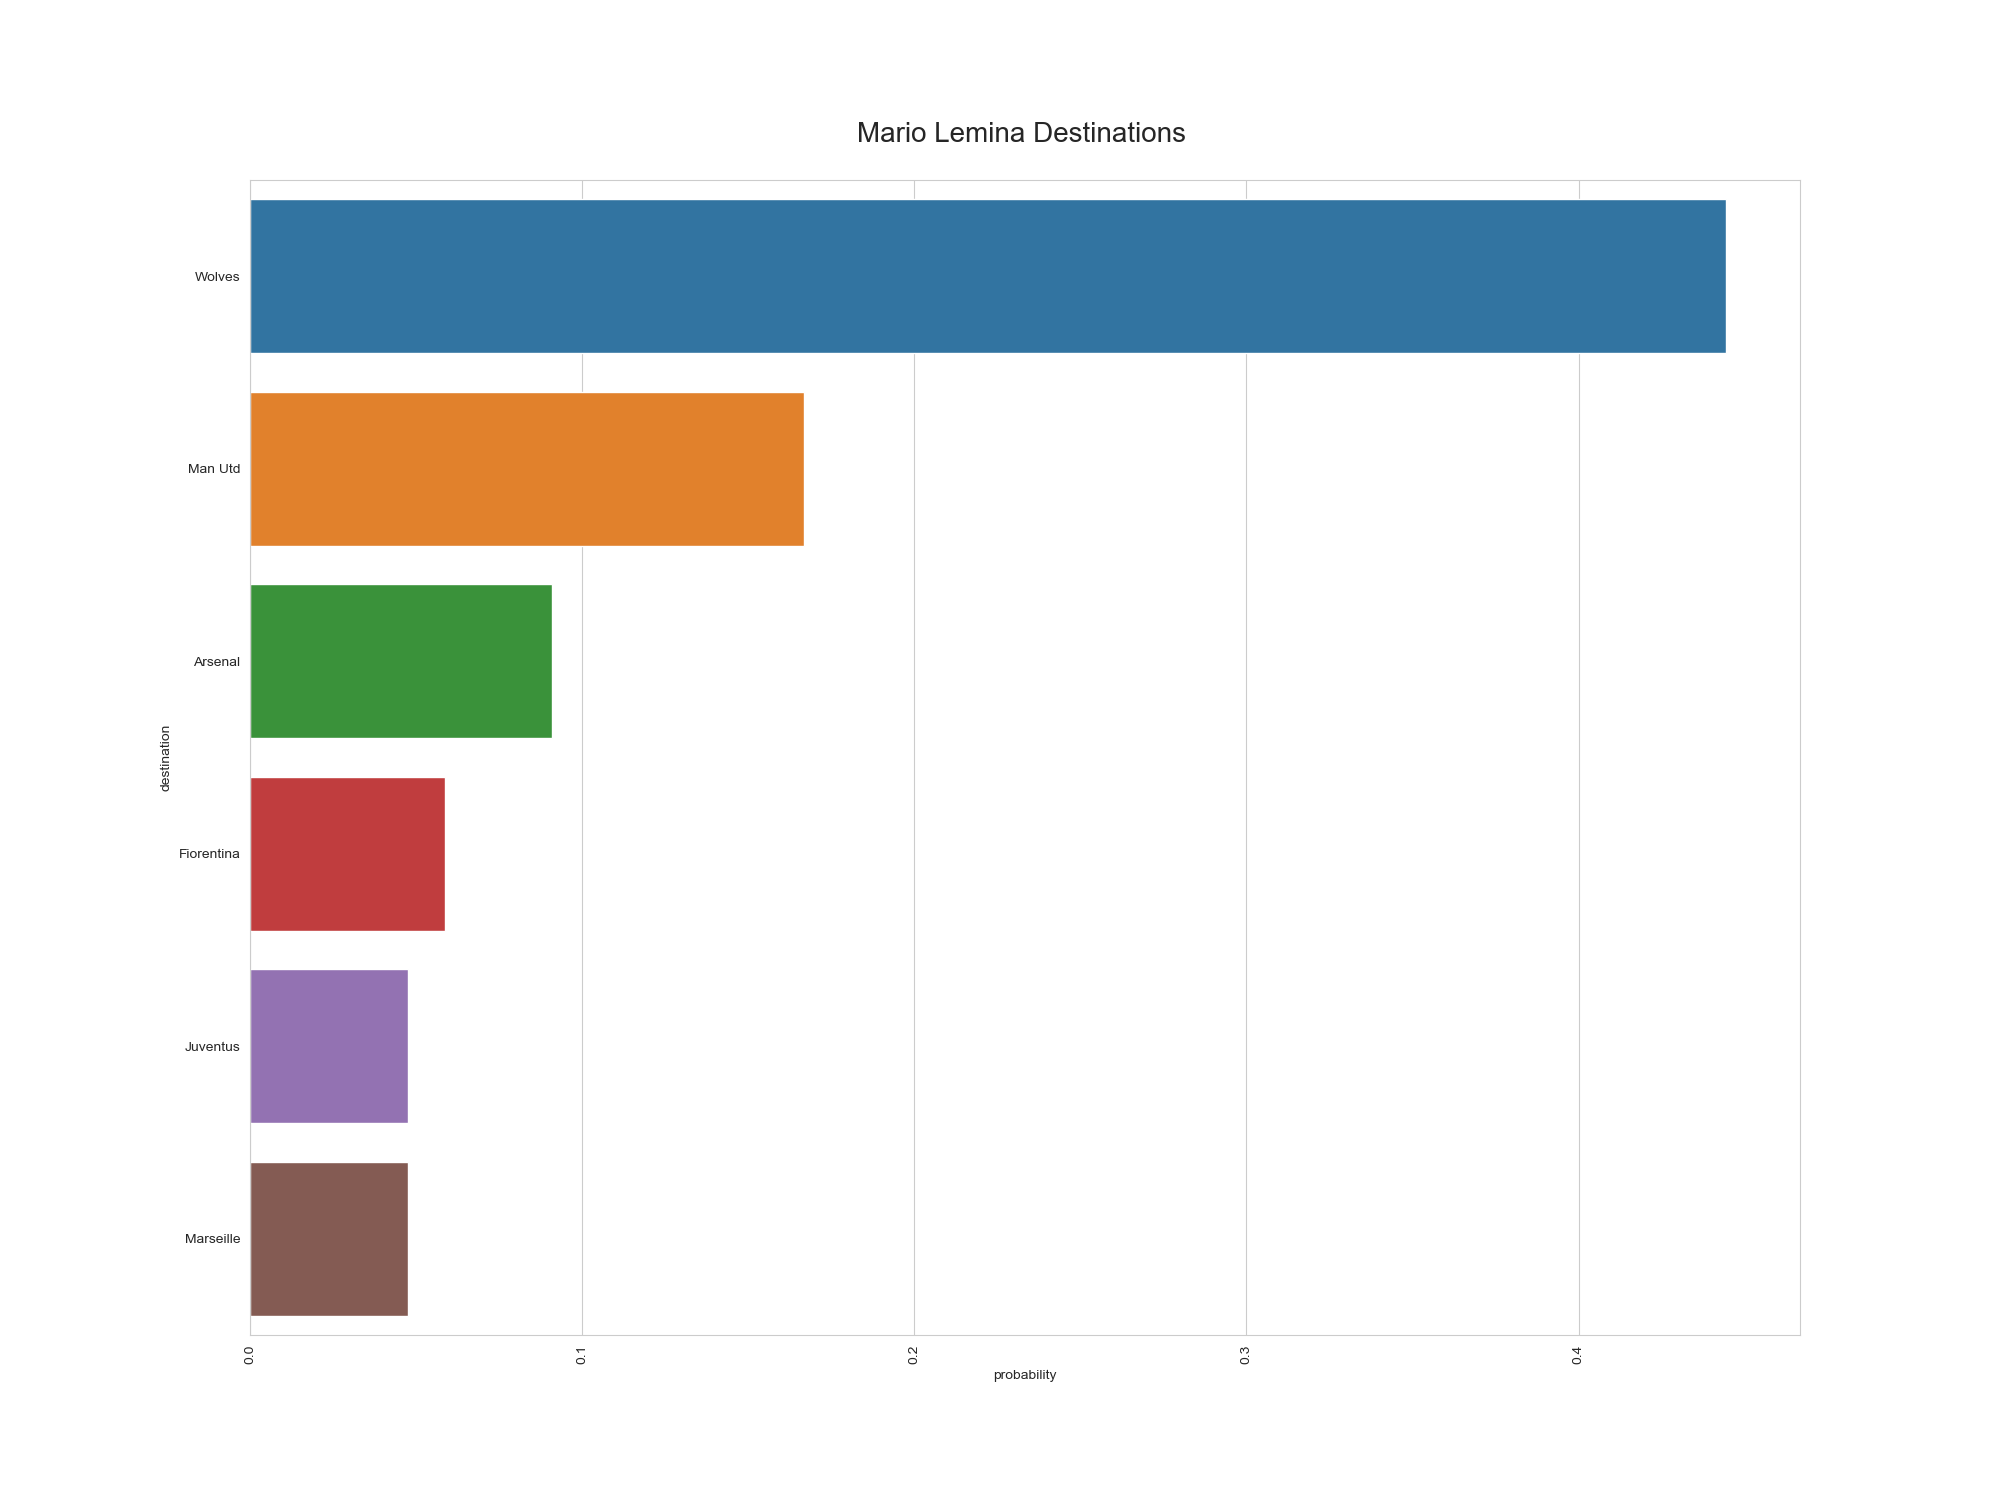 Mario Lemina Destinations
Wolves
Man Utd
Arsenal
Fiorentina
Juventus
Marseille
destination
0.0
0.1
0.2
0.3
0.4
probability